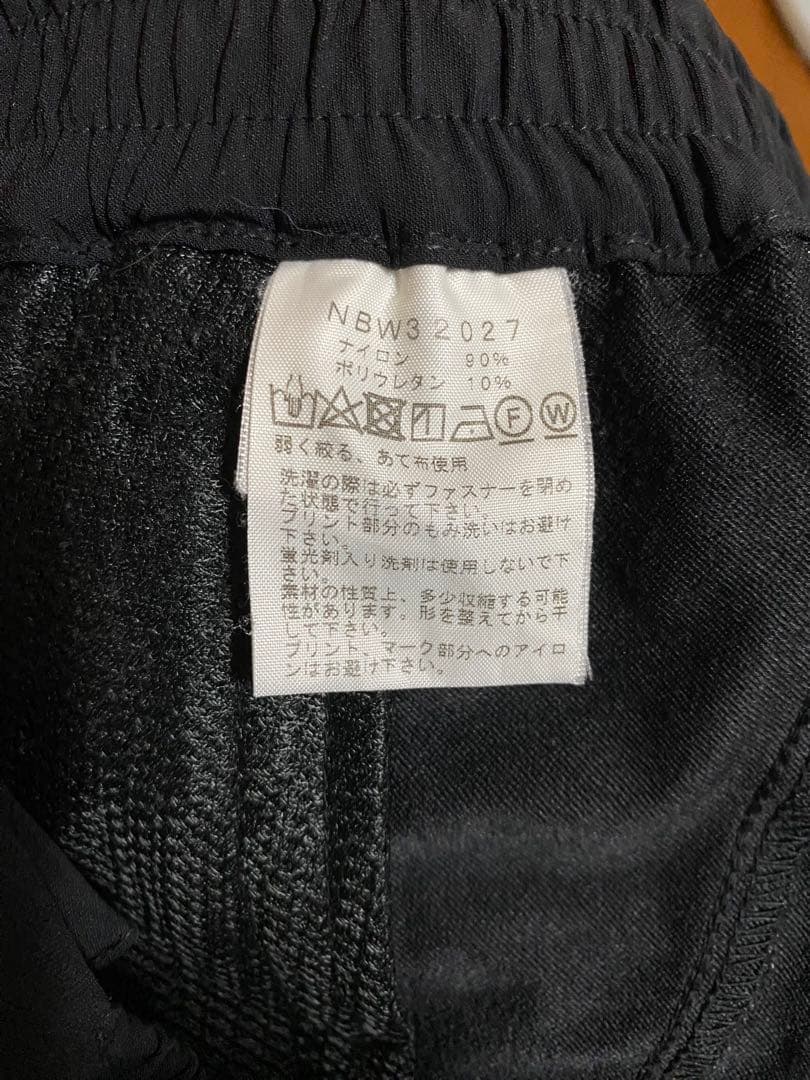 NBW32027
ナイロン 90%
ポリウレタン 10%
F W
弱く絞る、あて布使用
洗濯の際は必ずファスナーを閉め
た状態で行って下さい。
プリント部分のもみ洗いはお避け
下さい。
蛍光剤入り洗剤は使用しないで下
さい。
素材の性質上、多少収縮する可能
性があります。形を整えてから干
して下さい。
プリント、マーク部分へのアイロ
ンはお避け下さい。